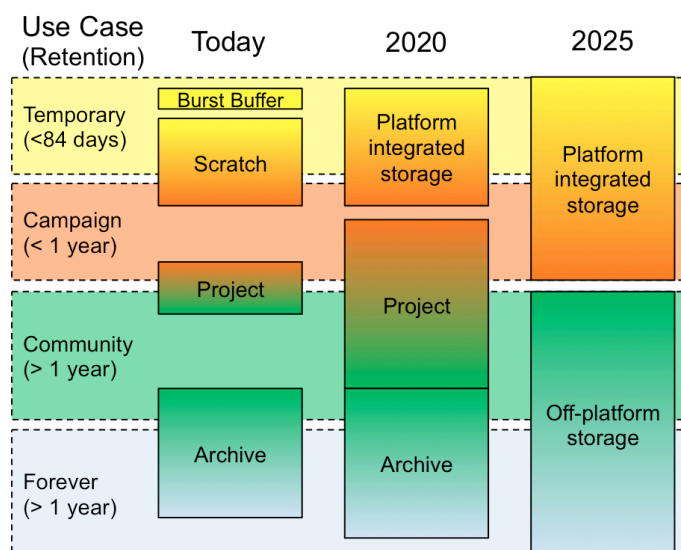 Use Case
(Retention)
Today
2020
2025
Temporary
(<84 days)
Burst Buffer
Scratch
Platform
integrated
storage
Platform
integrated
storage
Campaign
(< 1 year)
Project
Project
Community
(> 1 year)
Archive
Archive
Off-platform
storage
Forever
(> 1 year)